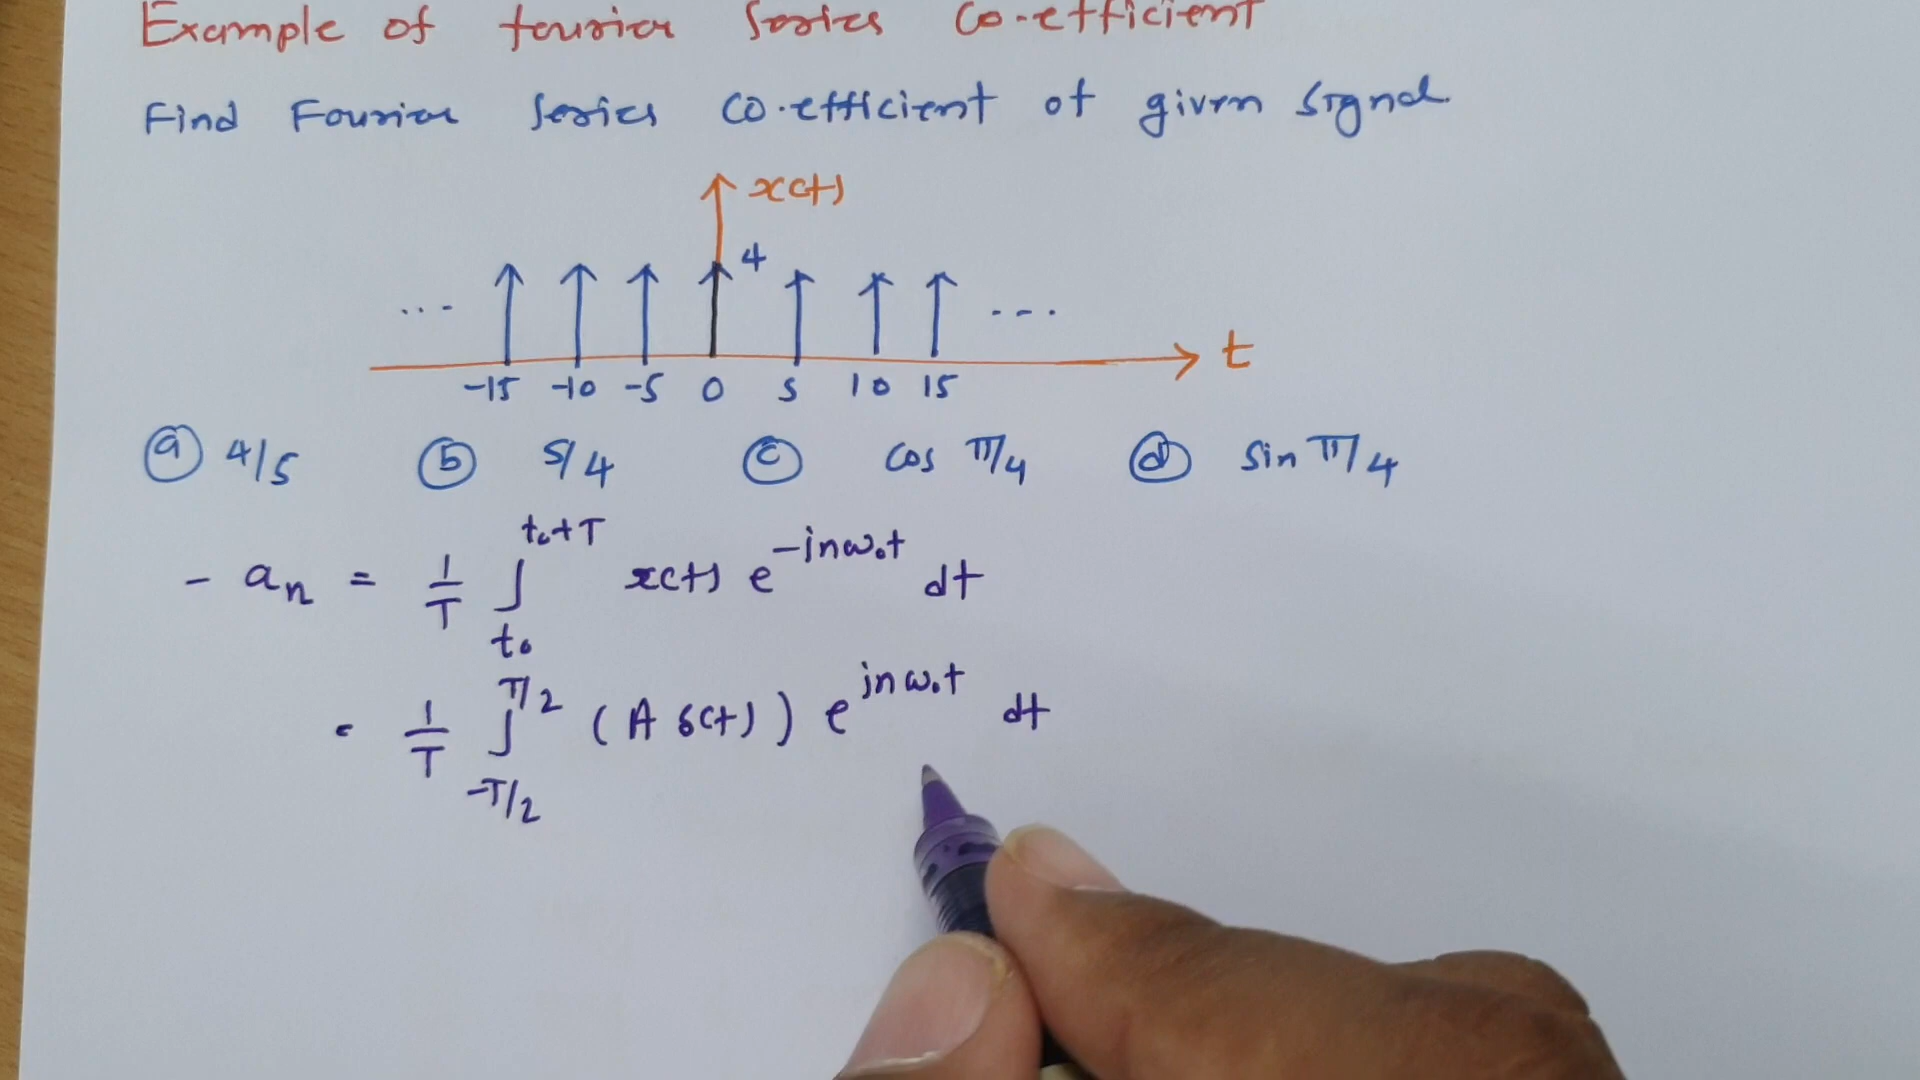 Example of fourier Series Co-efficient
Find Fourier Series Co-efficient of given signal
x(t)
4
... ...
-15 -10 -5 0 5 10 15
t
(a) 4/5 (b) 5/4 (c) cos π/4 (d) sin π/4
- aₙ = 1/T ∫_{t₀}^{t₀+T} x(t) e^{-jnω₀t} dt
= 1/T ∫_{-T/2}^{T/2} (A δ(t)) e^{jnω₀t} dt